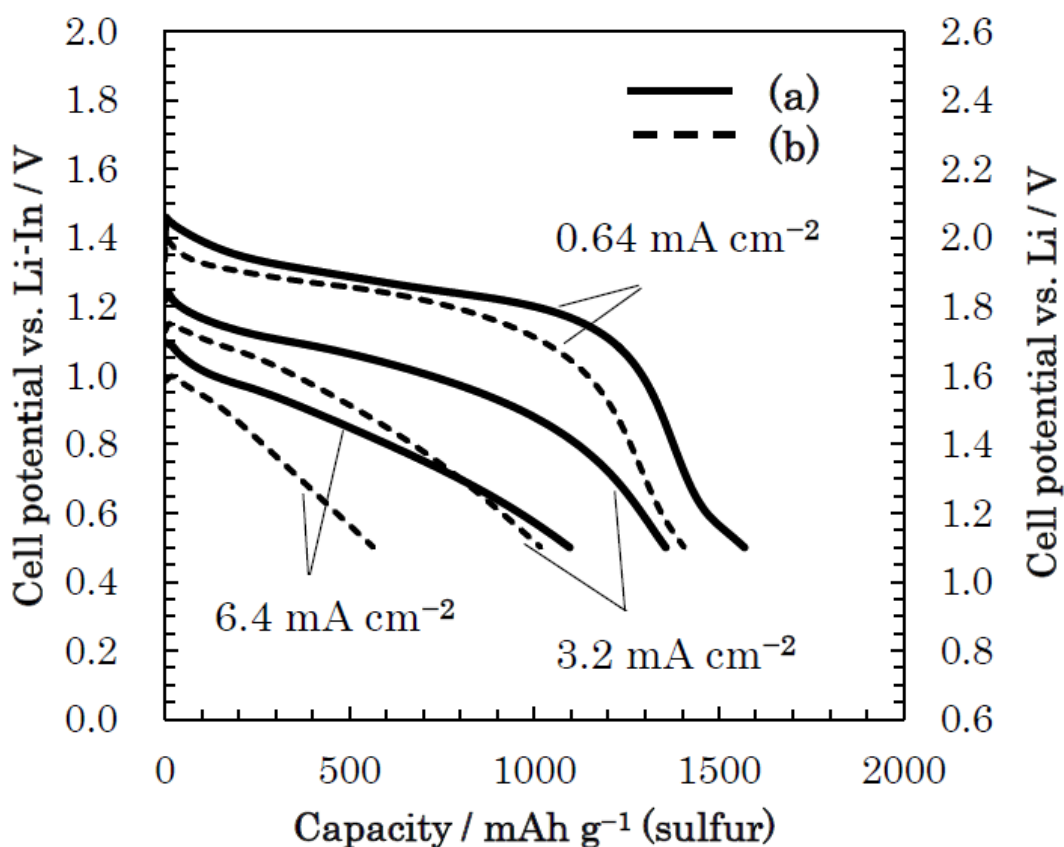 2.0
1.8
1.6
1.4
1.2
1.0
0.8
0.6
0.4
0.2
0.0
Cell potential vs. Li-In / V
2.6
2.4
2.2
2.0
1.8
1.6
1.4
1.2
1.0
0.8
0.6
Cell potential vs. Li / V
(a)
(b)
0.64 mA cm⁻²
6.4 mA cm⁻²
3.2 mA cm⁻²
0 500 1000 1500 2000
Capacity / mAh g⁻¹ (sulfur)